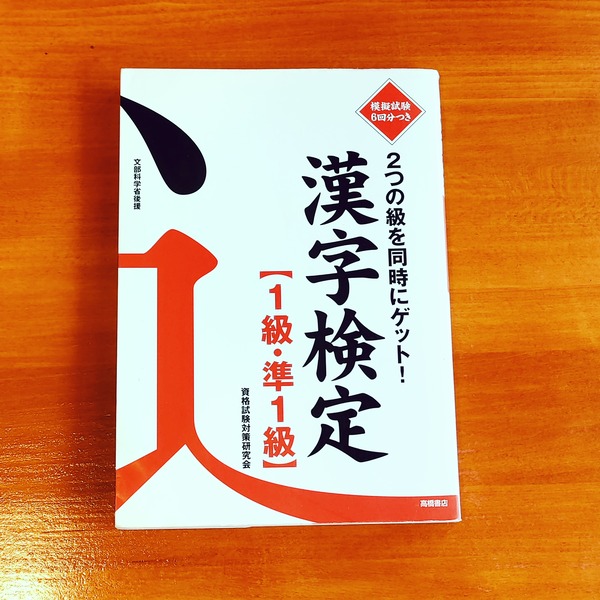 模擬試験
6回分つき
2つの級を同時にゲット!
漢字検定
【1級・準1級】
資格試験対策研究会
文部科学省後援
高橋書店